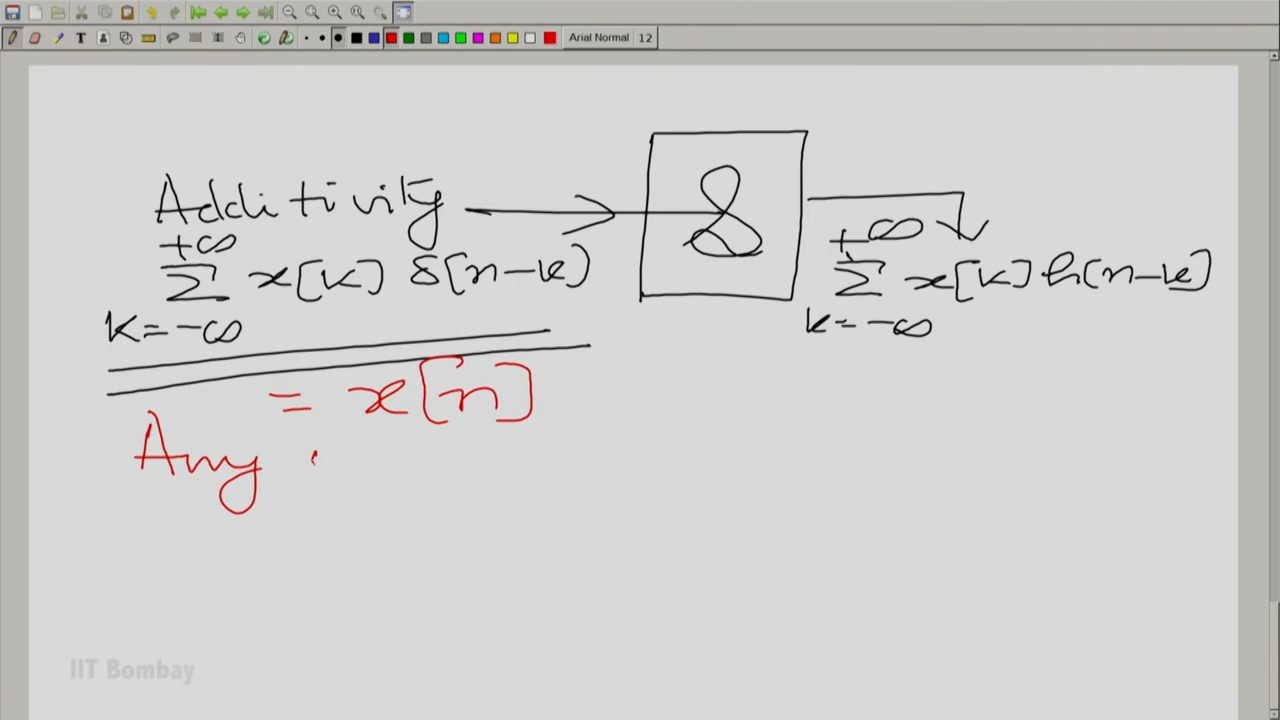 Arial Normal 12
Additivity
+∞
Σ x[k] δ[n-k]
k=-∞
S
+∞
Σ x[k] h[n-k]
k=-∞
= x[n]
Any
IIT Bombay